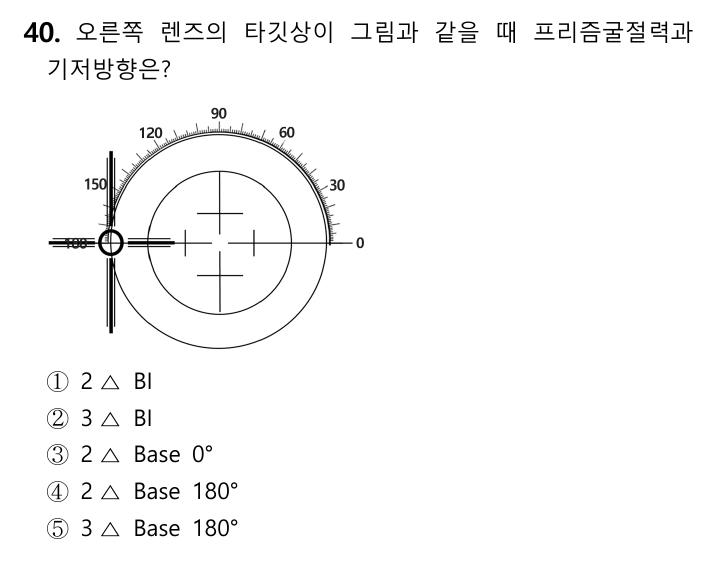 40. 오른쪽 렌즈의 타깃상이 그림과 같을 때 프리즘굴절력과
기저방향은?
90
120
60
150
30
180
0
① 2 △ BI
② 3 △ BI
③ 2 △ Base 0°
④ 2 △ Base 180°
⑤ 3 △ Base 180°